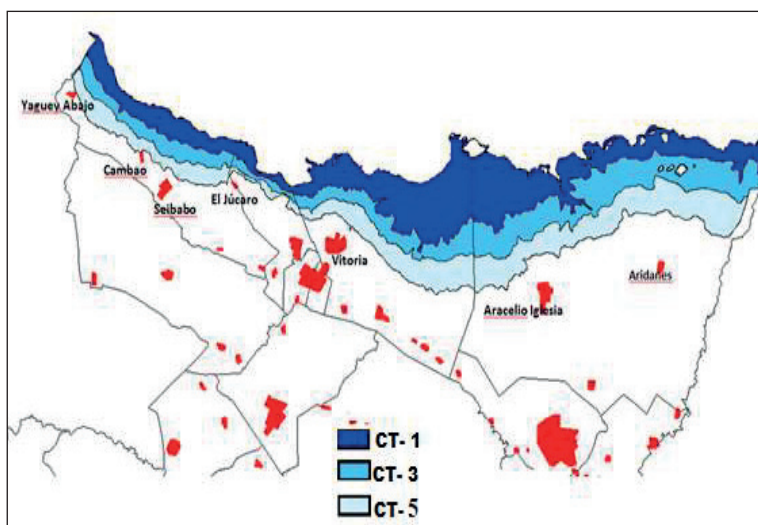 Yaguey Abajo
Cambao
Seibabo
El Júcaro
Vitoria
Aridanes
Aracelio Iglesia
CT- 1
CT- 3
CT- 5